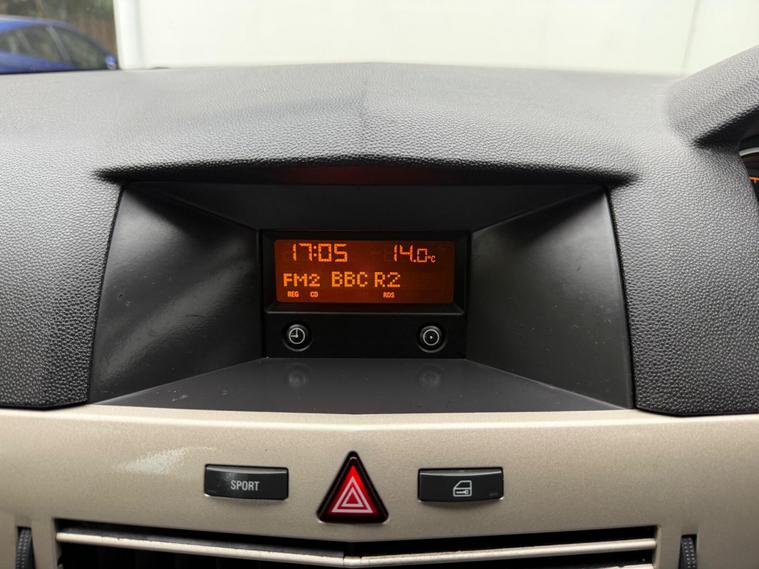 17:05 14.0°C
FM2 BBC R2
REG CD RDS
SPORT